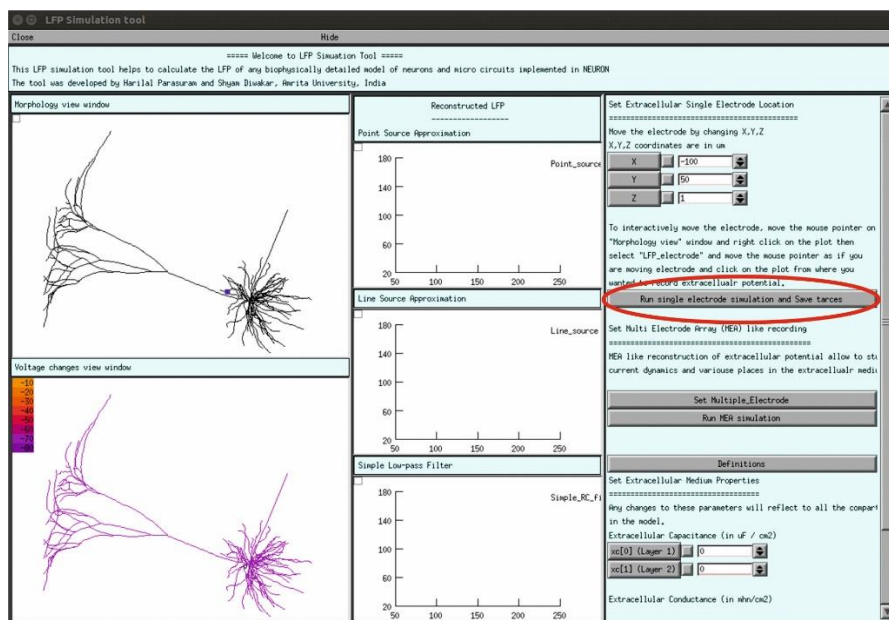 LFP Simulation tool
Close Hide
===== Welcome to LFP Simuation Tool =====
This LFP simulation tool helps to calculate the LFP of any biophysically detailed model of neurons and micro circuits implemented in NEURON
The tool was developed by Harilal Parasuram and Shyam Diwakar, Amrita University, India
Morphology view window
Voltage changes view window
-10
-20
-30
-40
-50
-60
-70
-80
Reconstructed LFP
------------------
Point Source Approximation
180
Point_source
140
100
60
20
50 100 150 200 250
Line Source Approximation
180
Line_source
140
100
60
20
50 100 150 200 250
Simple Low-pass Filter
180
Simple_RC_fi
140
100
60
20
50 100 150 200 250
Set Extracellular Single Electrode Location
==========================================
Move the electrode by changing X,Y,Z
X,Y,Z coordinates are in um
X -100
Y 50
Z 1
To interactively move the electrode, move the mouse pointer on
"Morphology view" window and right click on the plot then
select "LFP_electrode" and move the mouse pointer as if you
are moving electrode and click on the plot from where you
wanted to record extracellualr potential.
Run single electrode simulation and Save tarces
Set Multi Electrode Array (MEA) like recording
=============================================
MEA like reconstruction of extracellular potential allow to stu
current dynamics and variouse places in the extracellualr mediu
Set Multiple_Electrode
Run MEA simulation
Definitions
Set Extracellular Medium Properties
==================================
Any changes to these parameters will reflect to all the compart
in the model.
Extracellular Capacitance (in uF / cm2)
xc[0] (Layer 1) 0
xc[1] (Layer 2) 0
Extracellular Conductance (in mhn/cm2)